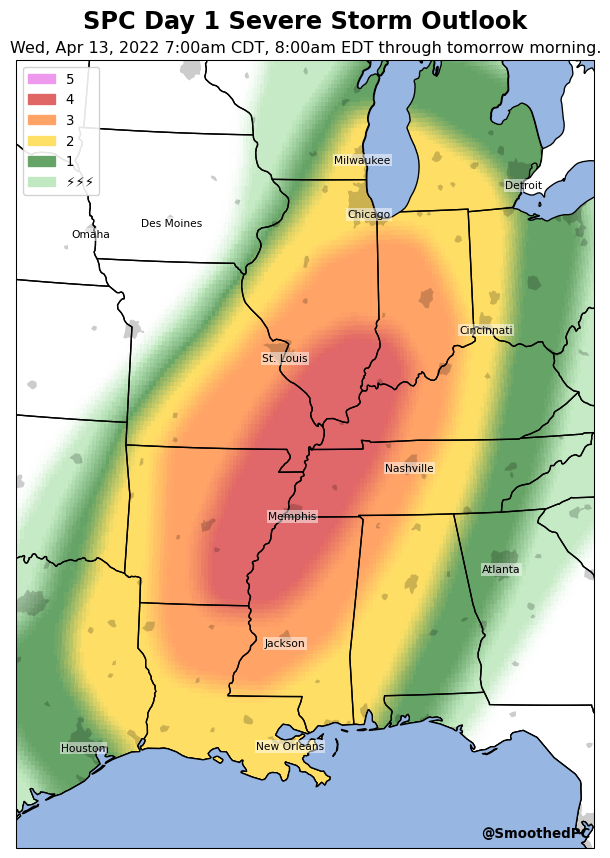 SPC Day 1 Severe Storm Outlook
Wed, Apr 13, 2022 7:00am CDT, 8:00am EDT through tomorrow morning.
5
4
3
2
1
⚡⚡⚡
Milwaukee
Detroit
Chicago
Des Moines
Omaha
Cincinnati
St. Louis
Nashville
Memphis
Atlanta
Jackson
Houston
New Orleans
@SmoothedPC